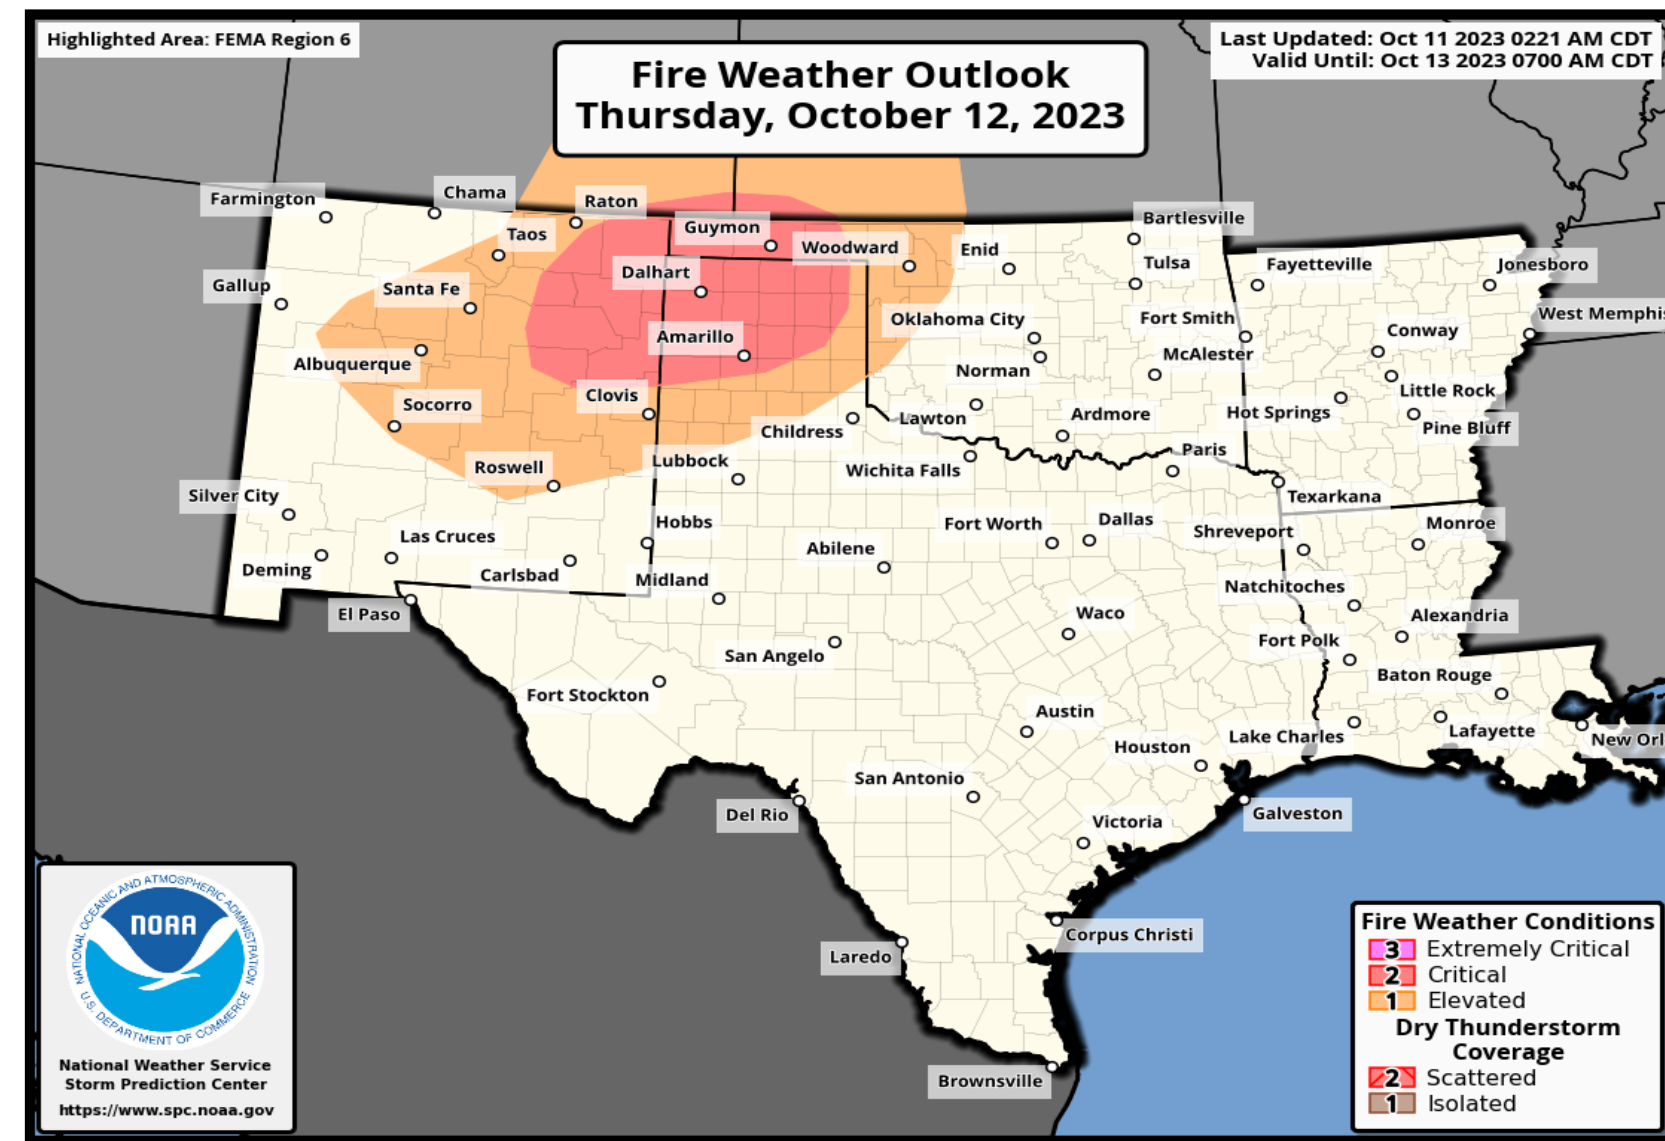 Highlighted Area: FEMA Region 6
Last Updated: Oct 11 2023 0221 AM CDT
Valid Until: Oct 13 2023 0700 AM CDT
Fire Weather Outlook
Thursday, October 12, 2023
Farmington
Chama
Raton
Taos
Guymon
Woodward
Enid
Bartlesville
Tulsa
Fayetteville
Jonesboro
Gallup
Santa Fe
Dalhart
Oklahoma City
Fort Smith
West Memphis
Albuquerque
Amarillo
Norman
McAlester
Conway
Little Rock
Socorro
Clovis
Childress
Lawton
Ardmore
Hot Springs
Pine Bluff
Roswell
Lubbock
Wichita Falls
Paris
Silver City
Texarkana
Las Cruces
Hobbs
Fort Worth
Dallas
Shreveport
Monroe
Deming
Carlsbad
Midland
Abilene
Natchitoches
El Paso
Waco
Alexandria
San Angelo
Fort Polk
Fort Stockton
Baton Rouge
Austin
Houston
Lake Charles
Lafayette
New Orl
San Antonio
Del Rio
Victoria
Galveston
Laredo
Corpus Christi
Brownsville
NATIONAL OCEANIC AND ATMOSPHERIC ADMINISTRATION
NOAA
U.S. DEPARTMENT OF COMMERCE
National Weather Service
Storm Prediction Center
https://www.spc.noaa.gov
Fire Weather Conditions
3 Extremely Critical
2 Critical
1 Elevated
Dry Thunderstorm
Coverage
2 Scattered
1 Isolated